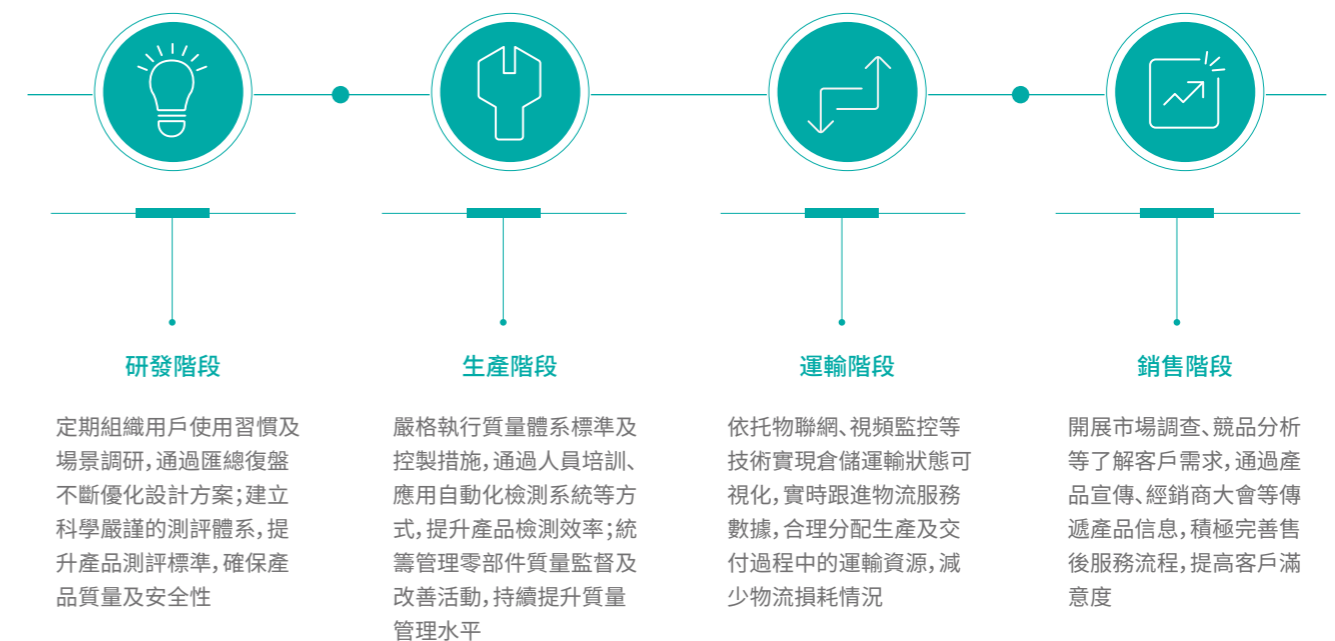 研發階段
定期組織用戶使用習慣及
場景調研,通過匯總復盤
不斷優化設計方案;建立
科學嚴謹的測評體系,提
升產品測評標準,確保產
品質量及安全性
生產階段
嚴格執行質量體系標準及
控製措施,通過人員培訓、
應用自動化檢測系統等方
式,提升產品檢測效率;統
籌管理零部件質量監督及
改善活動,持續提升質量
管理水平
運輸階段
依托物聯網、視頻監控等
技術實現倉儲運輸狀態可
視化,實時跟進物流服務
數據,合理分配生產及交
付過程中的運輸資源,減
少物流損耗情況
銷售階段
開展市場調查、競品分析
等了解客戶需求,通過產
品宣傳、經銷商大會等傳
遞產品信息,積極完善售
後服務流程,提高客戶滿
意度